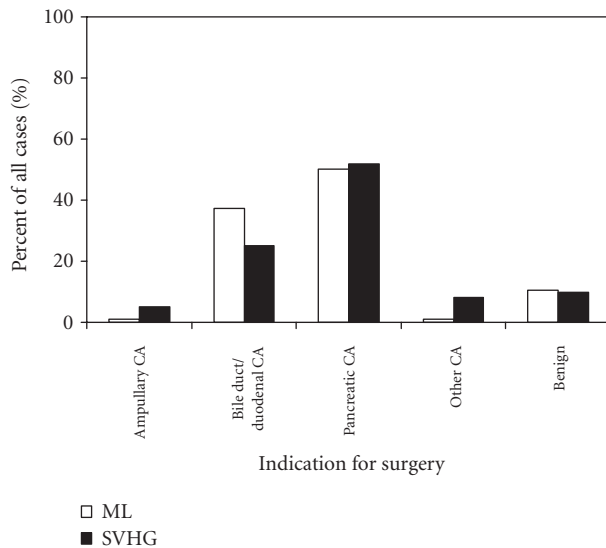 Percent of all cases (%)
100
80
60
40
20
0
Ampullary CA
Bile duct/
duodenal CA
Pancreatic CA
Other CA
Benign
Indication for surgery
ML
SVHG